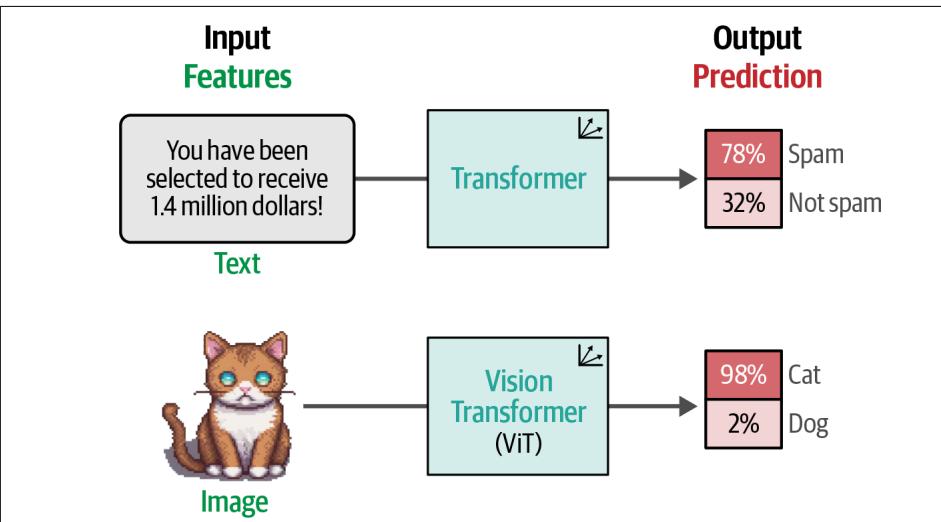 Input
Features
Output
Prediction
You have been
selected to receive
1.4 million dollars!
Text
Transformer
78% Spam
32% Not spam
Image
Vision
Transformer
(ViT)
98% Cat
2% Dog